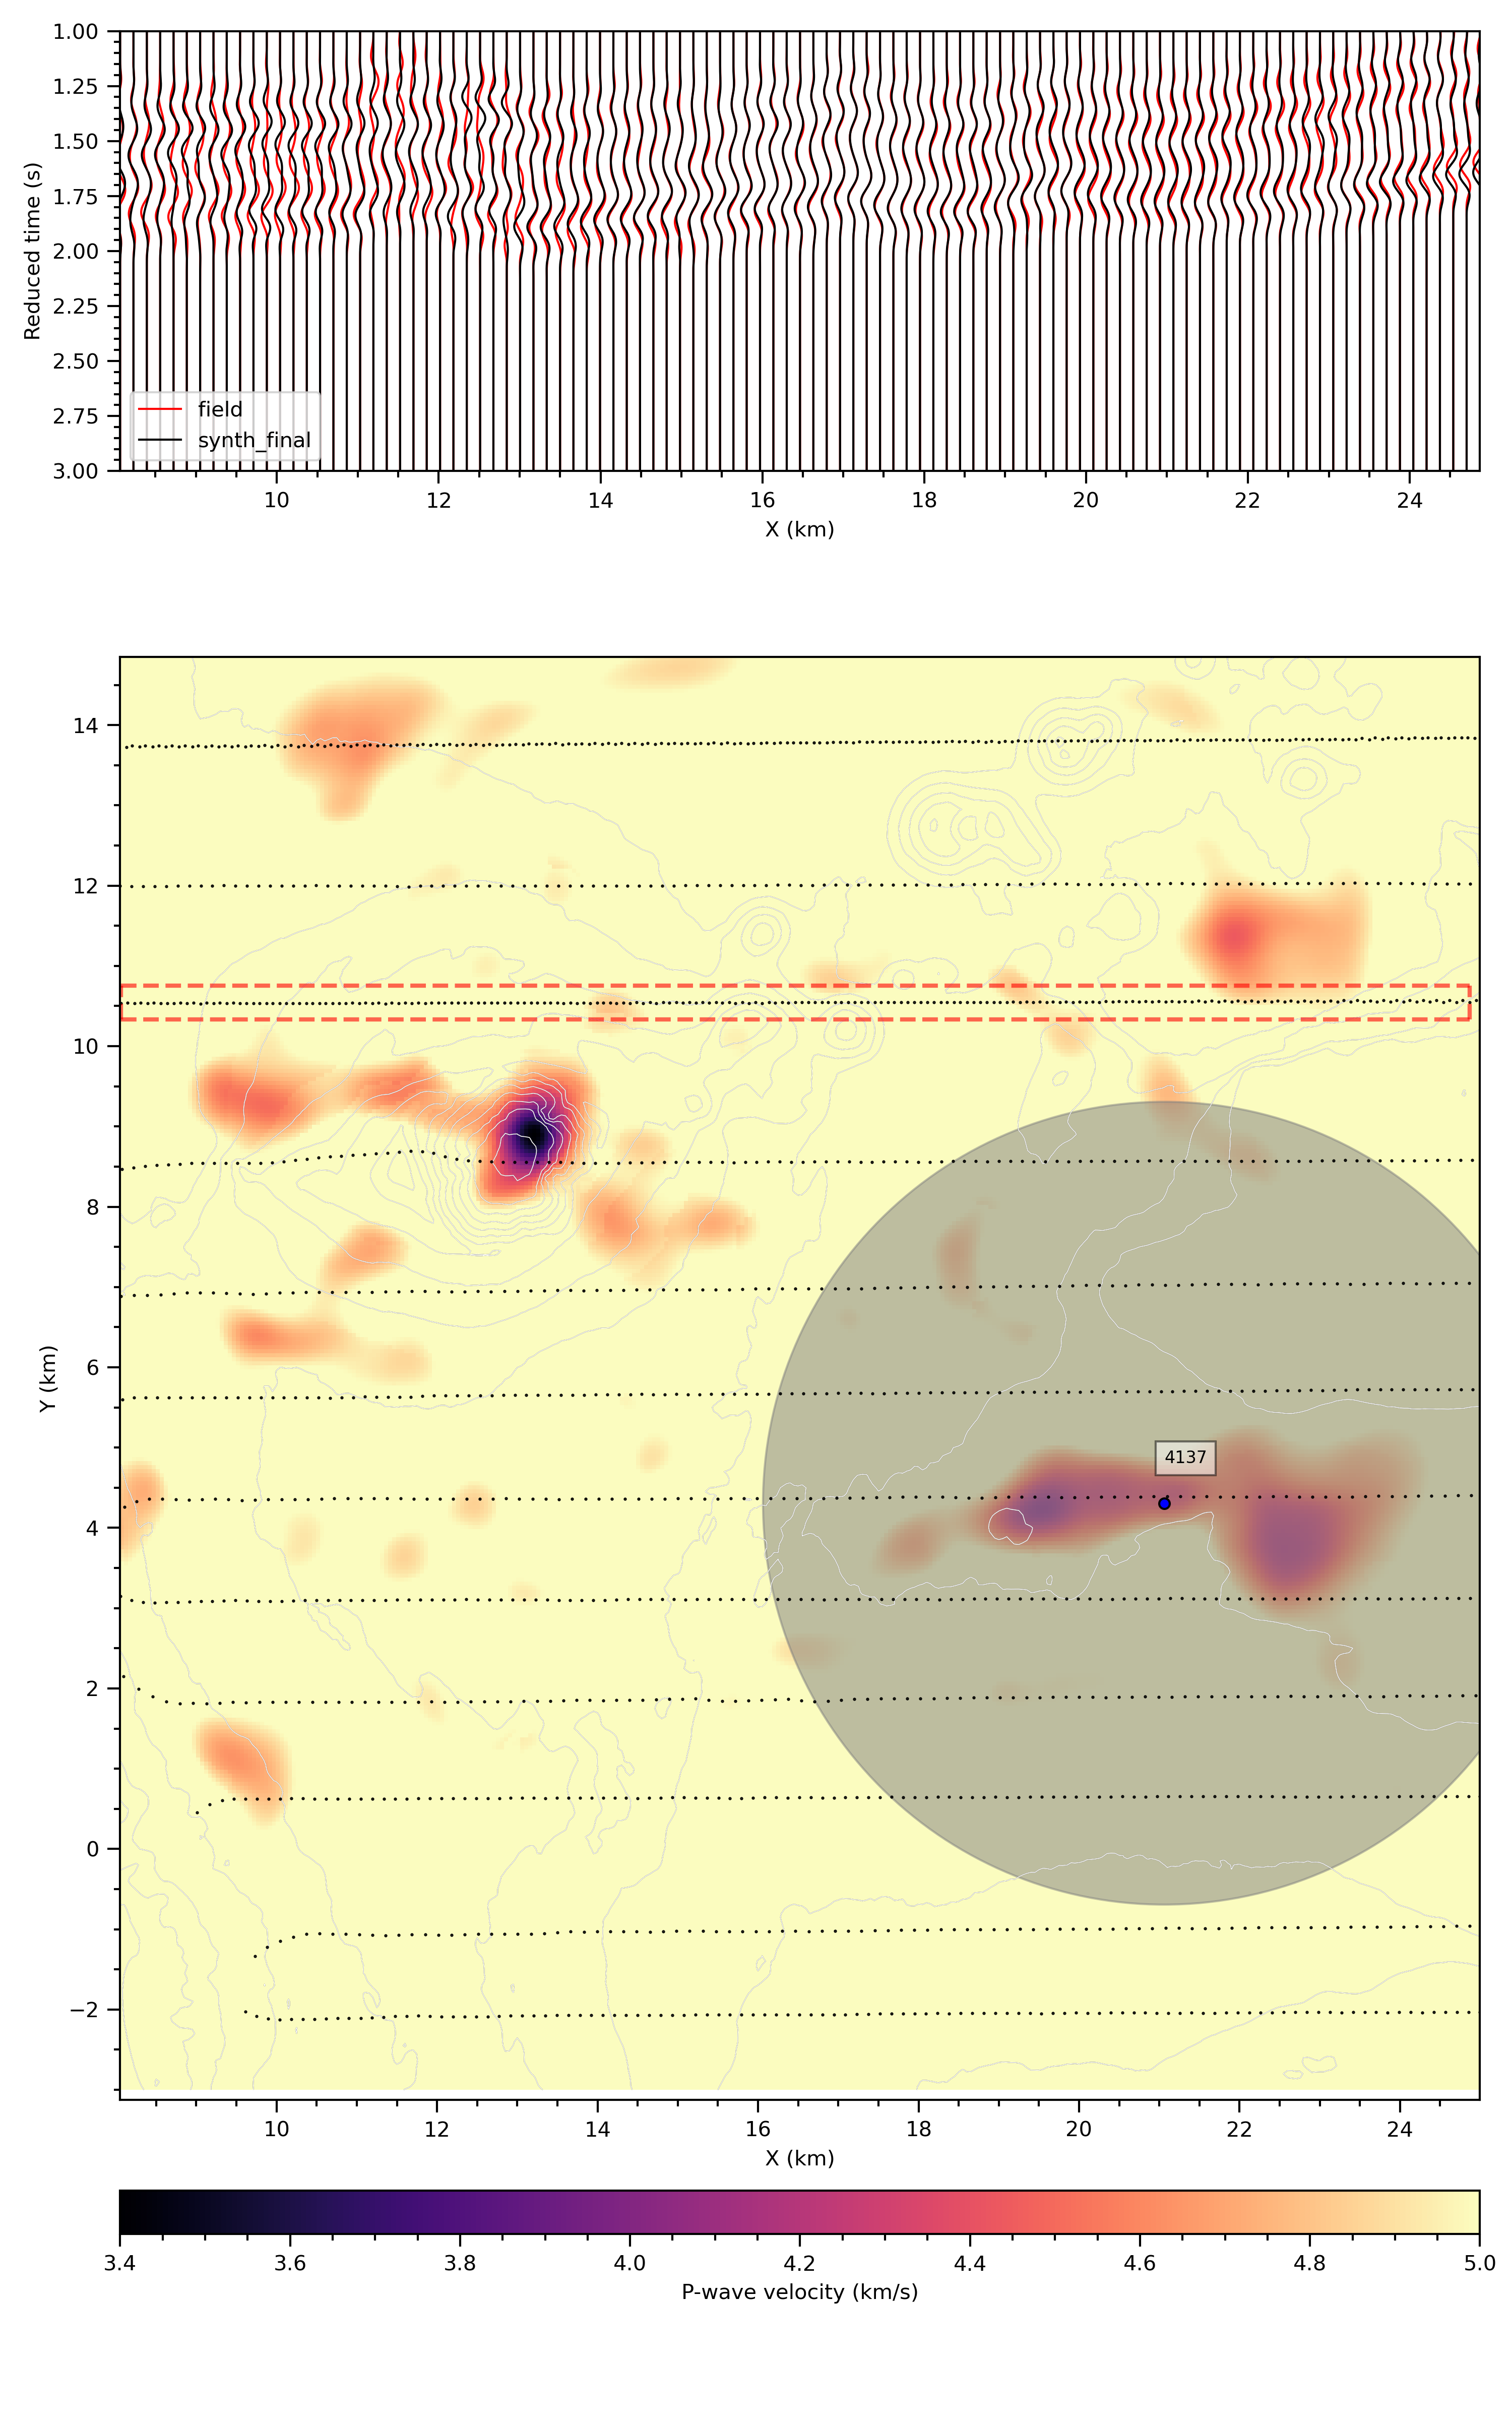 1.00
1.25
1.50
1.75
2.00
2.25
2.50
2.75
3.00
Reduced time (s)
field
synth_final
10 12 14 16 18 20 22 24
X (km)
14
12
10
8
6
4
2
0
−2
Y (km)
4137
10 12 14 16 18 20 22 24
X (km)
3.4 3.6 3.8 4.0 4.2 4.4 4.6 4.8 5.0
P-wave velocity (km/s)